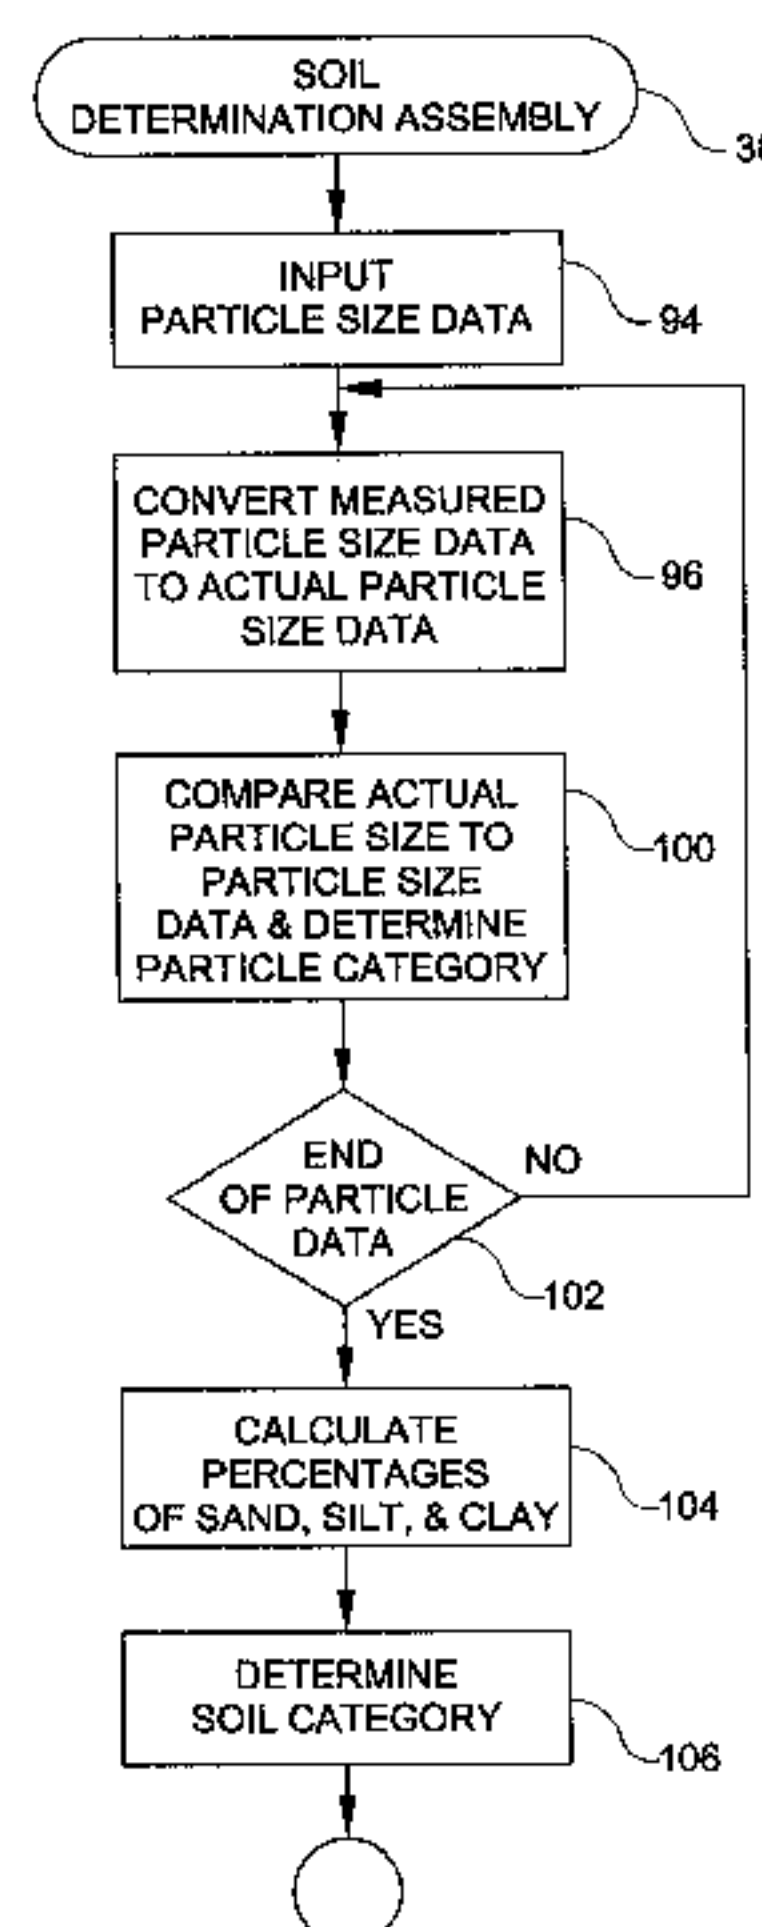 SOIL
DETERMINATION ASSEMBLY
INPUT
PARTICLE SIZE DATA
94
CONVERT MEASURED
PARTICLE SIZE DATA
TO ACTUAL PARTICLE
SIZE DATA
96
COMPARE ACTUAL
PARTICLE SIZE TO
PARTICLE SIZE
DATA & DETERMINE
PARTICLE CATEGORY
100
END
OF PARTICLE
DATA
NO
102
YES
CALCULATE
PERCENTAGES
OF SAND, SILT, & CLAY
104
DETERMINE
SOIL CATEGORY
106